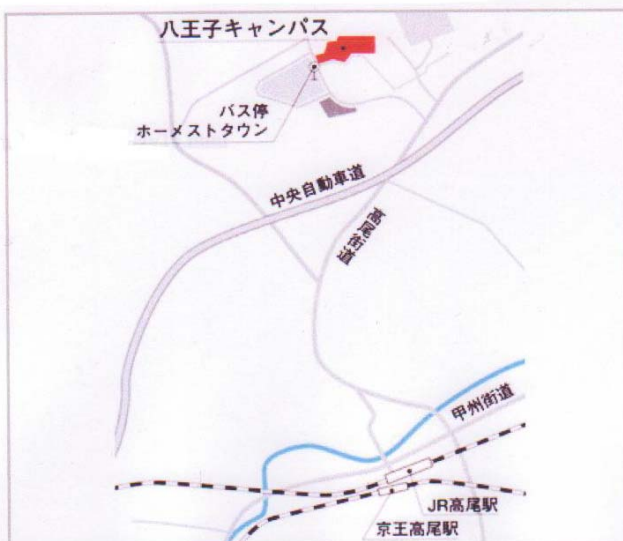 八王子キャンパス
バス停
ホーメストタウン
中央自動車道
高尾街道
甲州街道
JR高尾駅
京王高尾駅